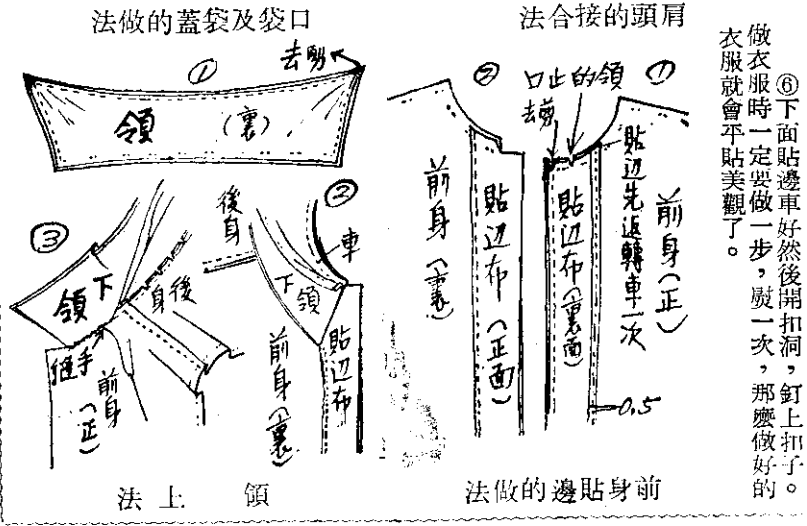 ⑥下面貼邊車好然後開扣洞，釘上扣子。
做衣服時一定要做一步，熨一次，那麼做好的
衣服就會平貼美觀了。
法合接的頭肩
①
口止的領
去剪
貼边先返轉車一次
前身(正)
貼边布(裏面)
0.5
②
前身(裏)
貼边布(正面)
法做的邊貼身前
法做的蓋袋及袋口
①
去剪
領(裏)
②
車
後身
下領
前身(裏)
貼边布
③
下領
後身
手縫
前身(正)
法上領